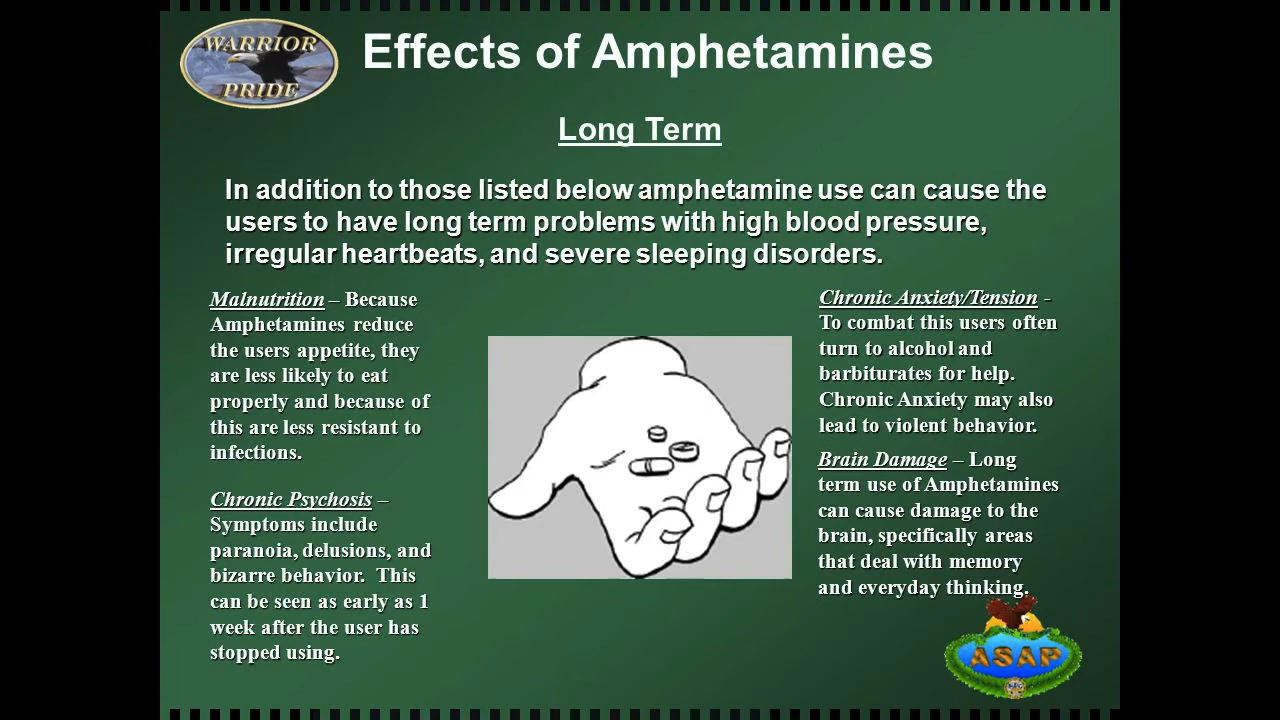 WARRIOR
PRIDE
Effects of Amphetamines
Long Term
In addition to those listed below amphetamine use can cause the
users to have long term problems with high blood pressure,
irregular heartbeats, and severe sleeping disorders.
Malnutrition – Because
Amphetamines reduce
the users appetite, they
are less likely to eat
properly and because of
this are less resistant to
infections.
Chronic Psychosis –
Symptoms include
paranoia, delusions, and
bizarre behavior.  This
can be seen as early as 1
week after the user has
stopped using.
Chronic Anxiety/Tension -
To combat this users often
turn to alcohol and
barbiturates for help.
Chronic Anxiety may also
lead to violent behavior.
Brain Damage – Long
term use of Amphetamines
can cause damage to the
brain, specifically areas
that deal with memory
and everyday thinking.
ASAP